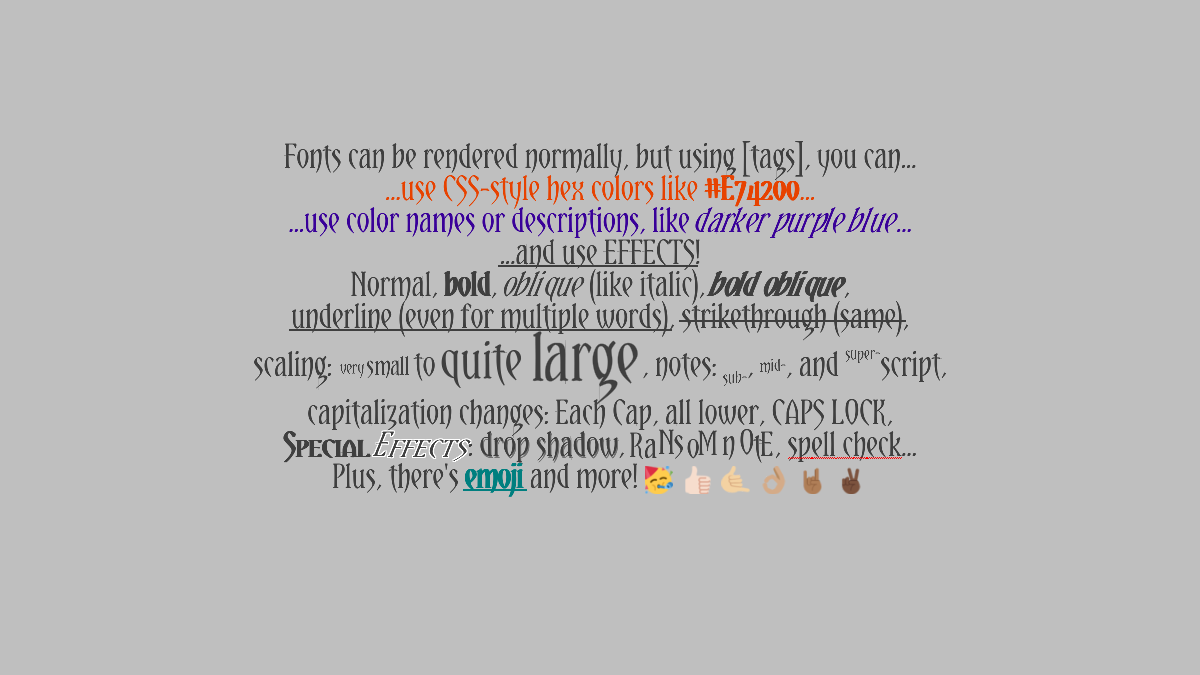 Fonts can be rendered normally, but using [tags], you can...
...use CSS-style hex colors like #E74200...
...use color names or descriptions, like darker purple blue...
...and use EFFECTS!
Normal, bold, oblique (like italic), bold oblique,
underline (even for multiple words), strikethrough (same),
scaling: very small to quite large , notes: sub-, mid-, and super-script,
capitalization changes: Each Cap, all lower, CAPS LOCK,
Special Effects: drop shadow, RaNsoM nOtE, spell check...
Plus, there's emoji and more! 🥳 👍🏻 🤙🏼 👌🏽 🤘🏾 ✌🏿